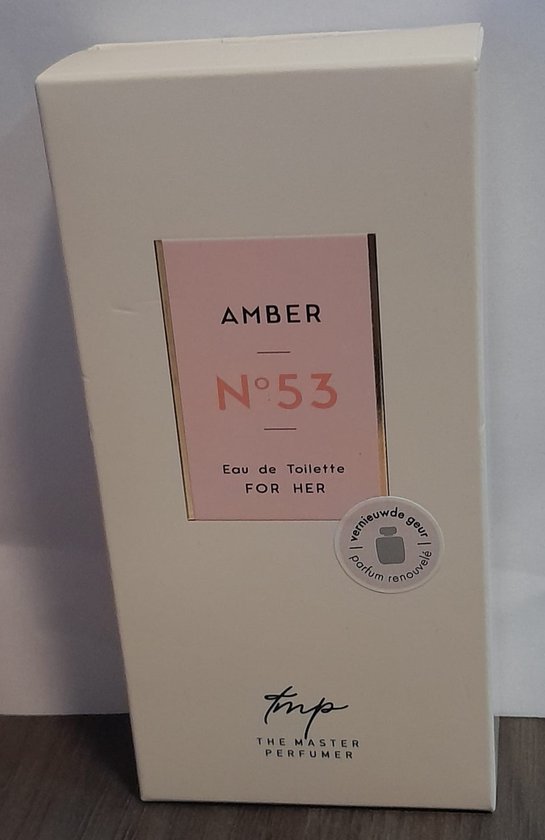 AMBER
N°53
Eau de Toilette
FOR HER
vernieuwde geur
parfum renouvelé
tmp
THE MASTER
PERFUMER